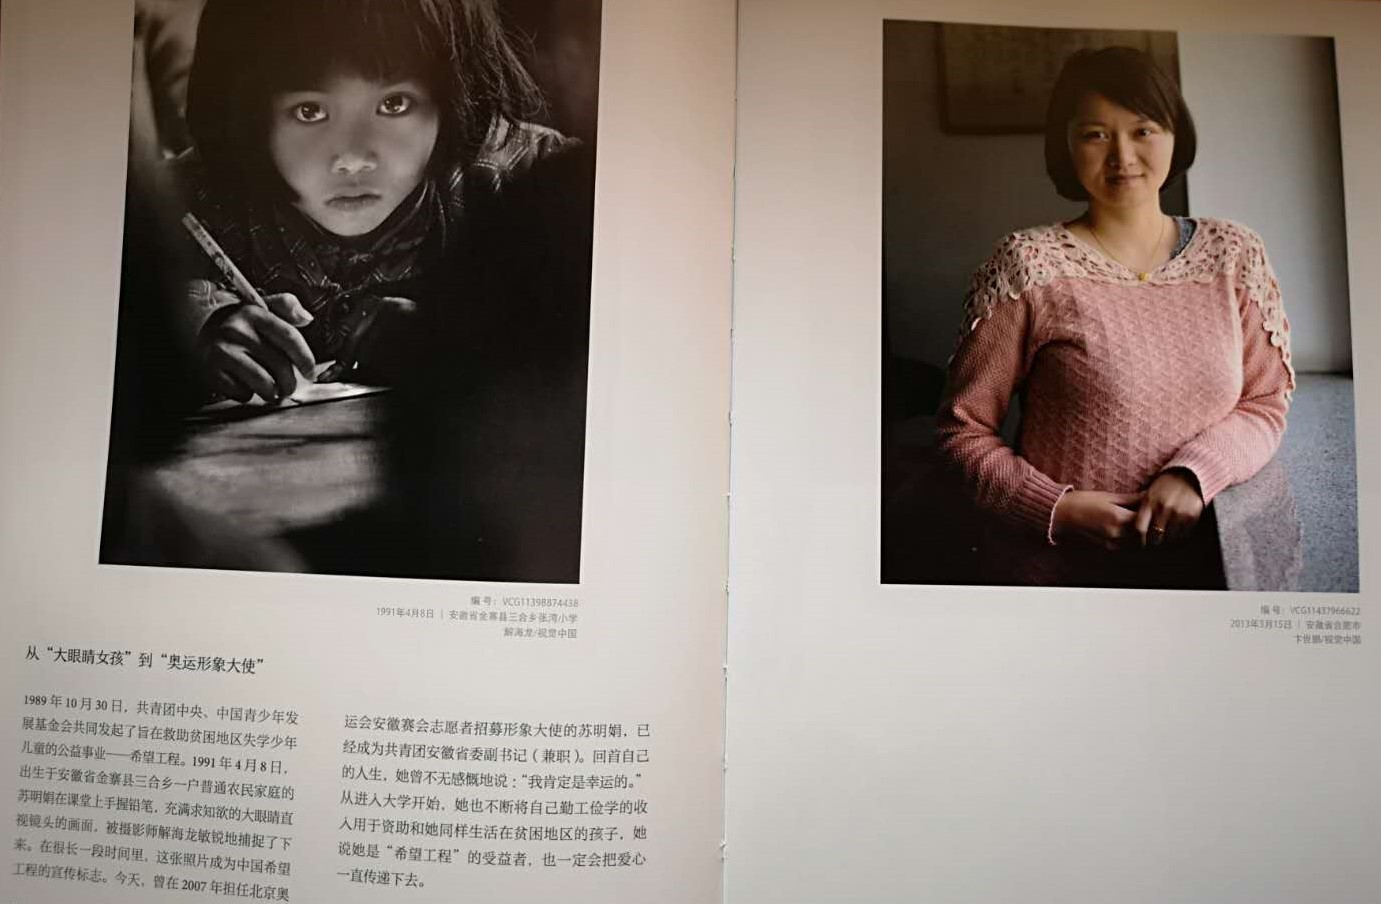 编 号：VCG11398874438
1991年4月8日 | 安徽省金寨县三合乡张湾小学
解海龙/视觉中国
从“大眼睛女孩”到“奥运形象大使”
1989 年 10 月 30 日，共青团中央、中国青少年发
展基金会共同发起了旨在救助贫困地区失学少年
儿童的公益事业——希望工程。1991 年 4 月 8 日，
出生于安徽省金寨县三合乡一户普通农民家庭的
苏明娟在课堂上手握铅笔，充满求知欲的大眼睛直
视镜头的画面，被摄影师解海龙敏锐地捕捉了下
来。在很长一段时间里，这张照片成为中国希望
工程的宣传标志。今天，曾在 2007 年担任北京奥
运会安徽赛会志愿者招募形象大使的苏明娟，已
经成为共青团安徽省委副书记（兼职）。回首自己
的人生，她曾不无感慨地说：“我肯定是幸运的。”
从进入大学开始，她也不断将自己勤工俭学的收
入用于资助和她同样生活在贫困地区的孩子，她
说她是“希望工程”的受益者，也一定会把爱心
一直传递下去。
编 号：VCG11437966622
2013年3月15日 | 安徽省合肥市
卞世鹏/视觉中国